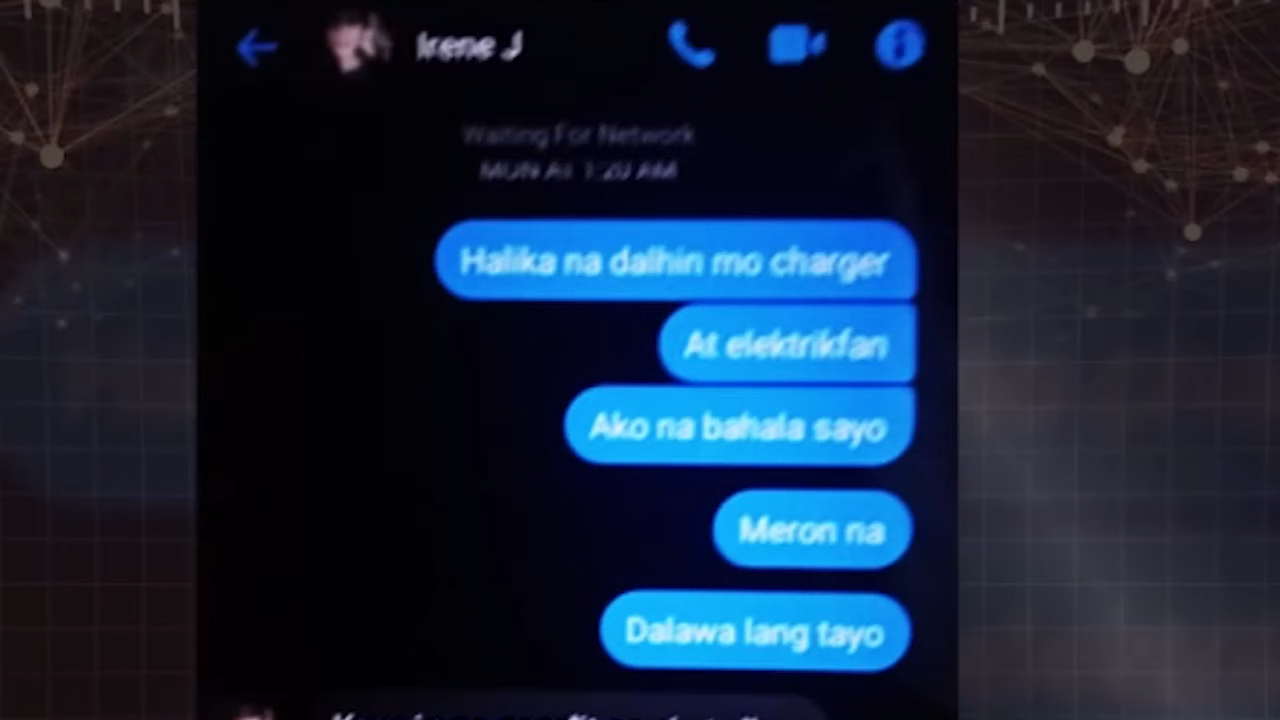 Irene J
Waiting For Network
MON AT 1:20 AM
Halika na dalhin mo charger
At elektrikfan
Ako na bahala sayo
Meron na
Dalawa lang tayo